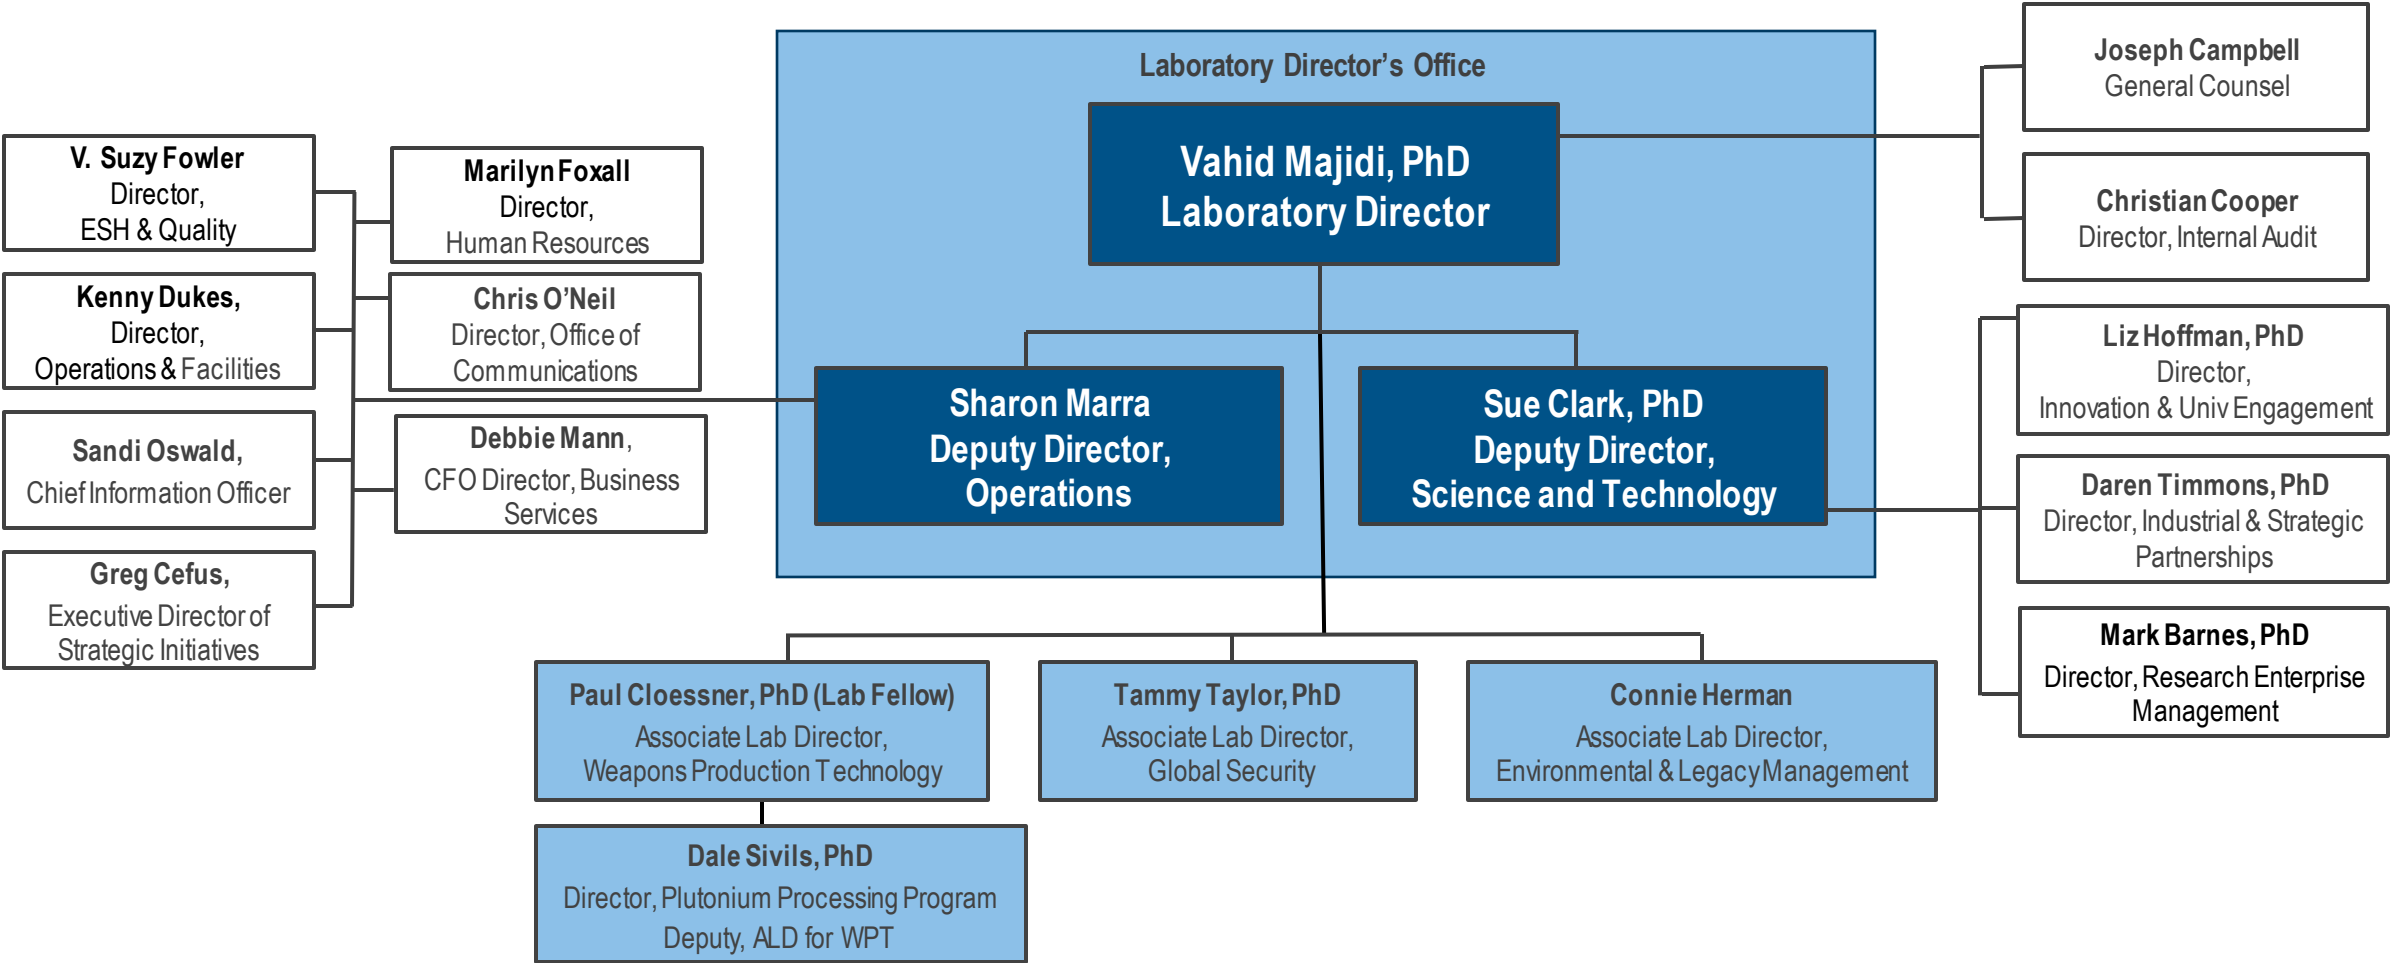 Laboratory Director’s Office
Vahid Majidi, PhD
Laboratory Director
Sharon Marra
Deputy Director,
Operations
Sue Clark, PhD
Deputy Director,
Science and Technology
Joseph Campbell
General Counsel
Christian Cooper
Director, Internal Audit
V. Suzy Fowler
Director,
ESH & Quality
Marilyn Foxall
Director,
Human Resources
Kenny Dukes,
Director,
Operations & Facilities
Chris O’Neil
Director, Office of
Communications
Sandi Oswald,
Chief Information Officer
Debbie Mann,
CFO Director, Business
Services
Greg Cefus,
Executive Director of
Strategic Initiatives
Liz Hoffman, PhD
Director,
Innovation & Univ Engagement
Daren Timmons, PhD
Director, Industrial & Strategic
Partnerships
Mark Barnes, PhD
Director, Research Enterprise
Management
Paul Cloessner, PhD (Lab Fellow)
Associate Lab Director,
Weapons Production Technology
Tammy Taylor, PhD
Associate Lab Director,
Global Security
Connie Herman
Associate Lab Director,
Environmental & Legacy Management
Dale Sivils, PhD
Director, Plutonium Processing Program
Deputy, ALD for WPT